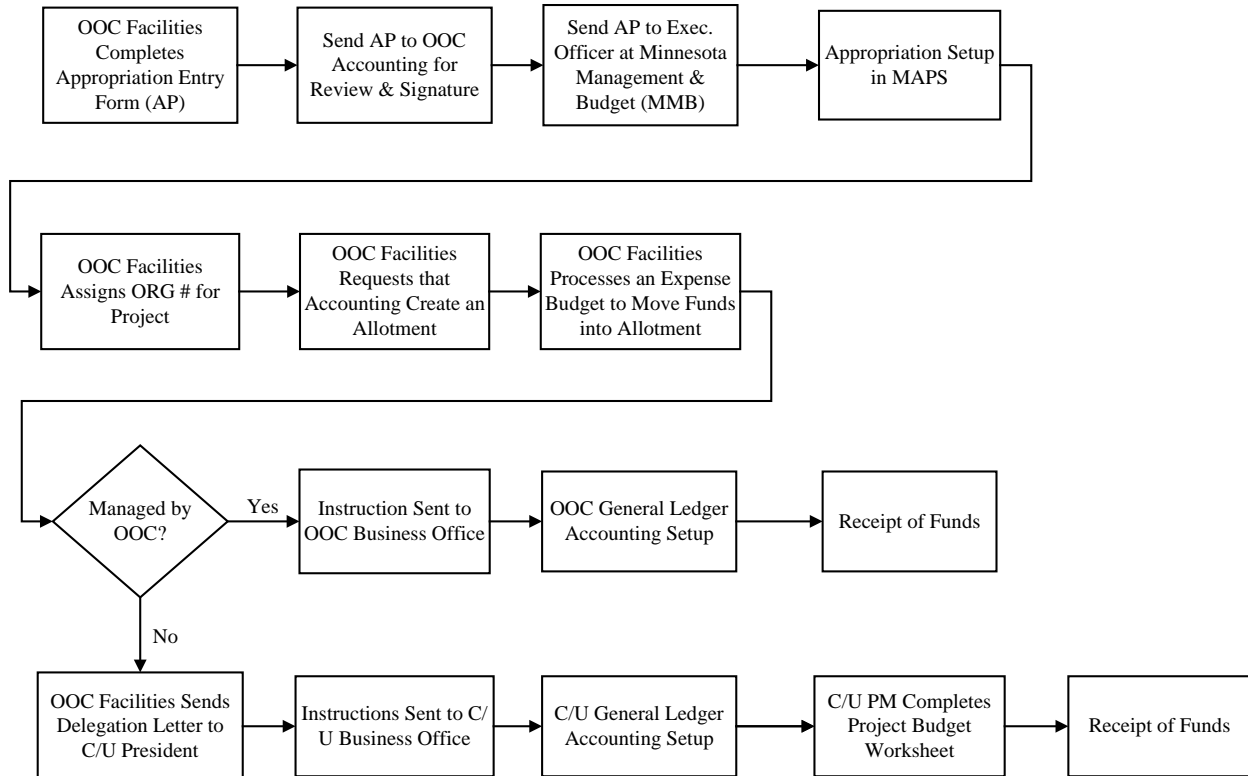 OOC Facilities
Completes
Appropriation Entry
Form (AP)
Send AP to OOC
Accounting for
Review & Signature
Send AP to Exec.
Officer at Minnesota
Management &
Budget (MMB)
Appropriation Setup
in MAPS
OOC Facilities
Assigns ORG # for
Project
OOC Facilities
Requests that
Accounting Create an
Allotment
OOC Facilities
Processes an Expense
Budget to Move Funds
into Allotment
Managed by
OOC?
Yes
Instruction Sent to
OOC Business Office
OOC General Ledger
Accounting Setup
Receipt of Funds
No
OOC Facilities Sends
Delegation Letter to
C/U President
Instructions Sent to C/
U Business Office
C/U General Ledger
Accounting Setup
C/U PM Completes
Project Budget
Worksheet
Receipt of Funds